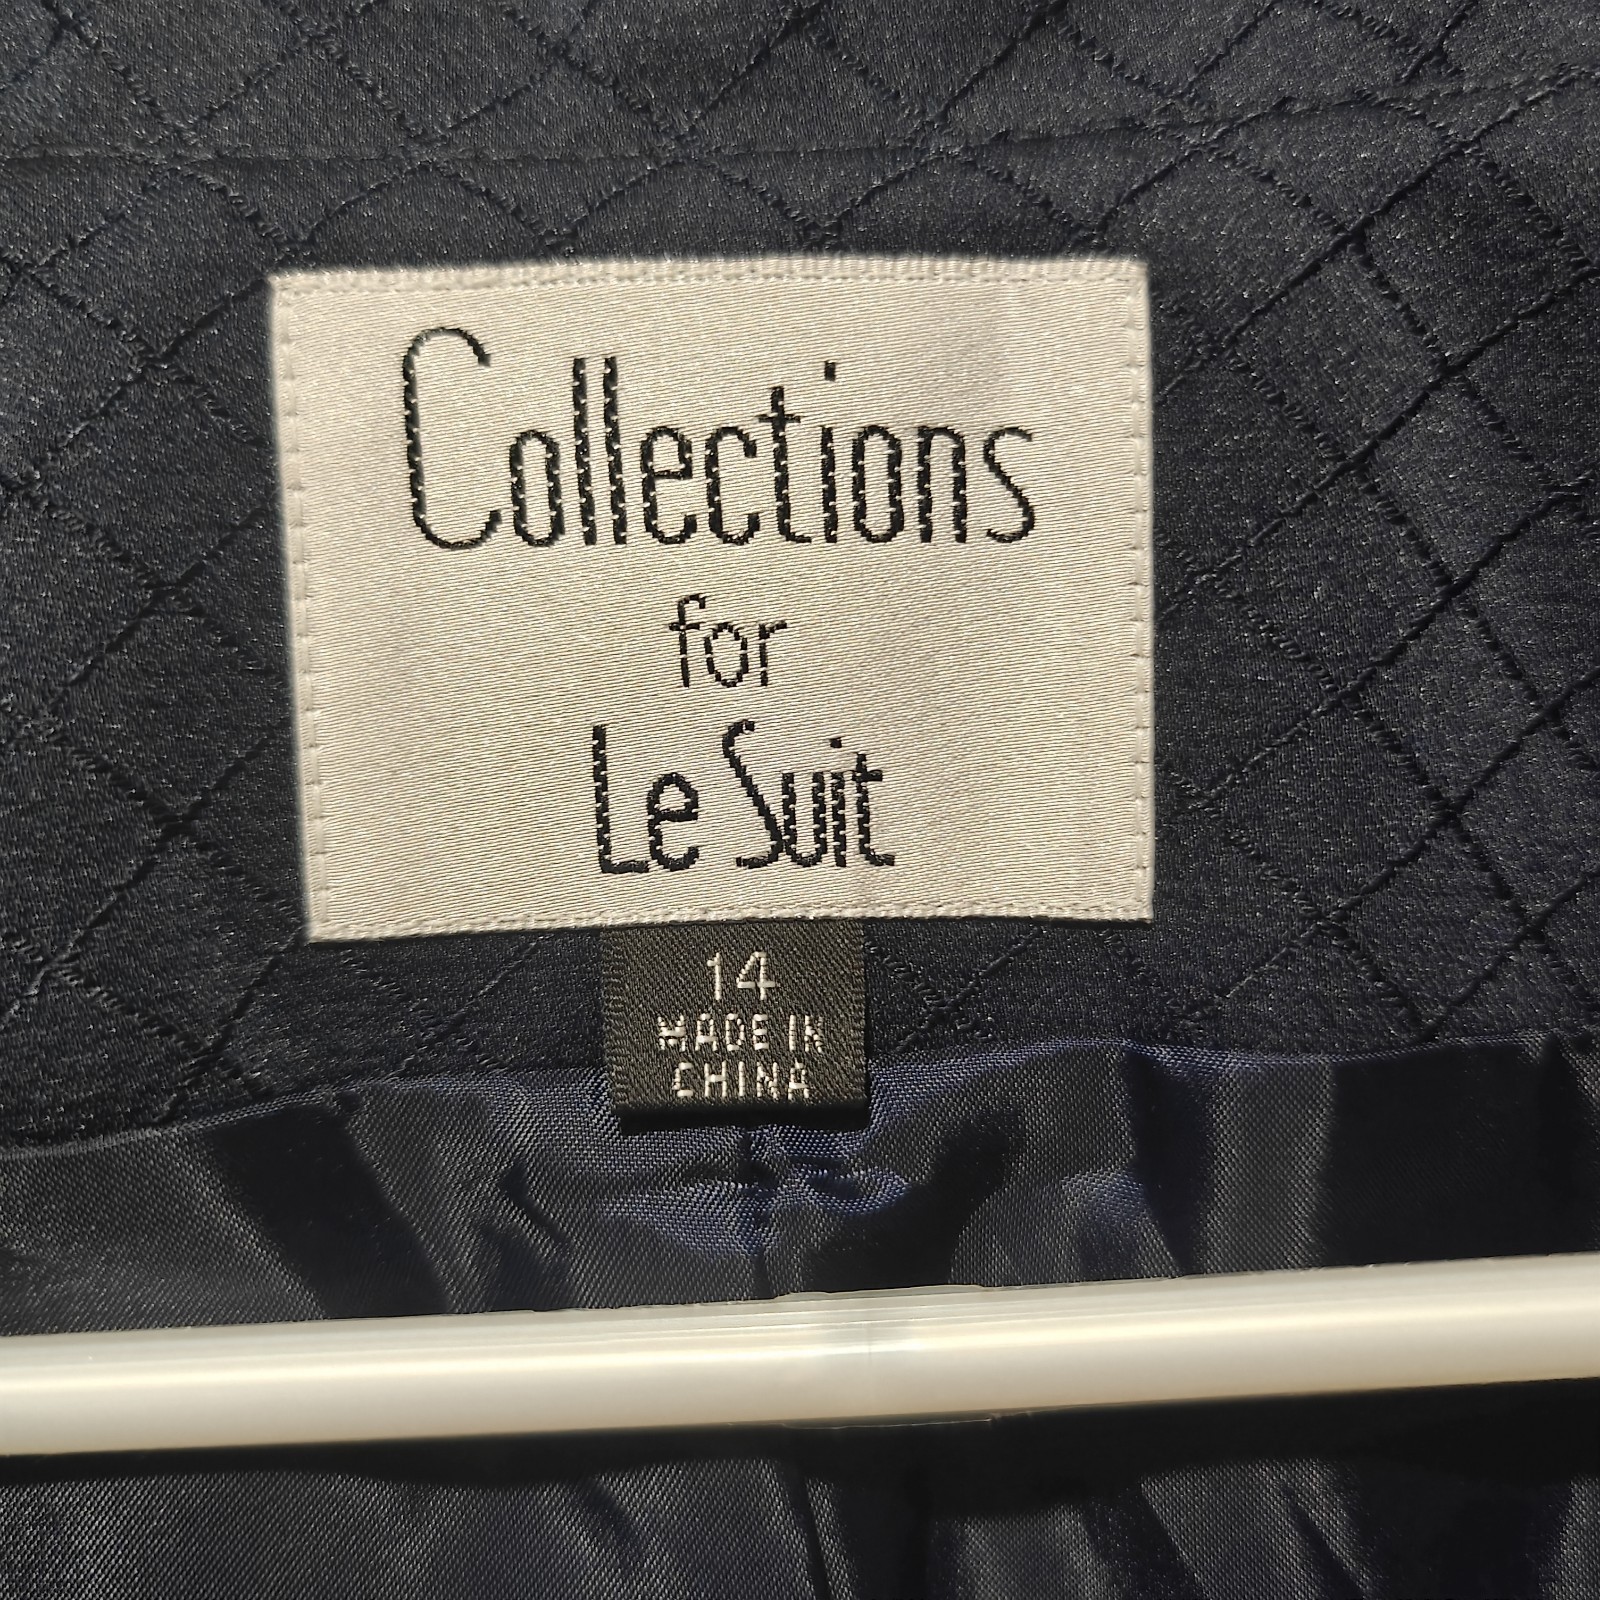 Collections
for
Le Suit
14
MADE IN
CHINA